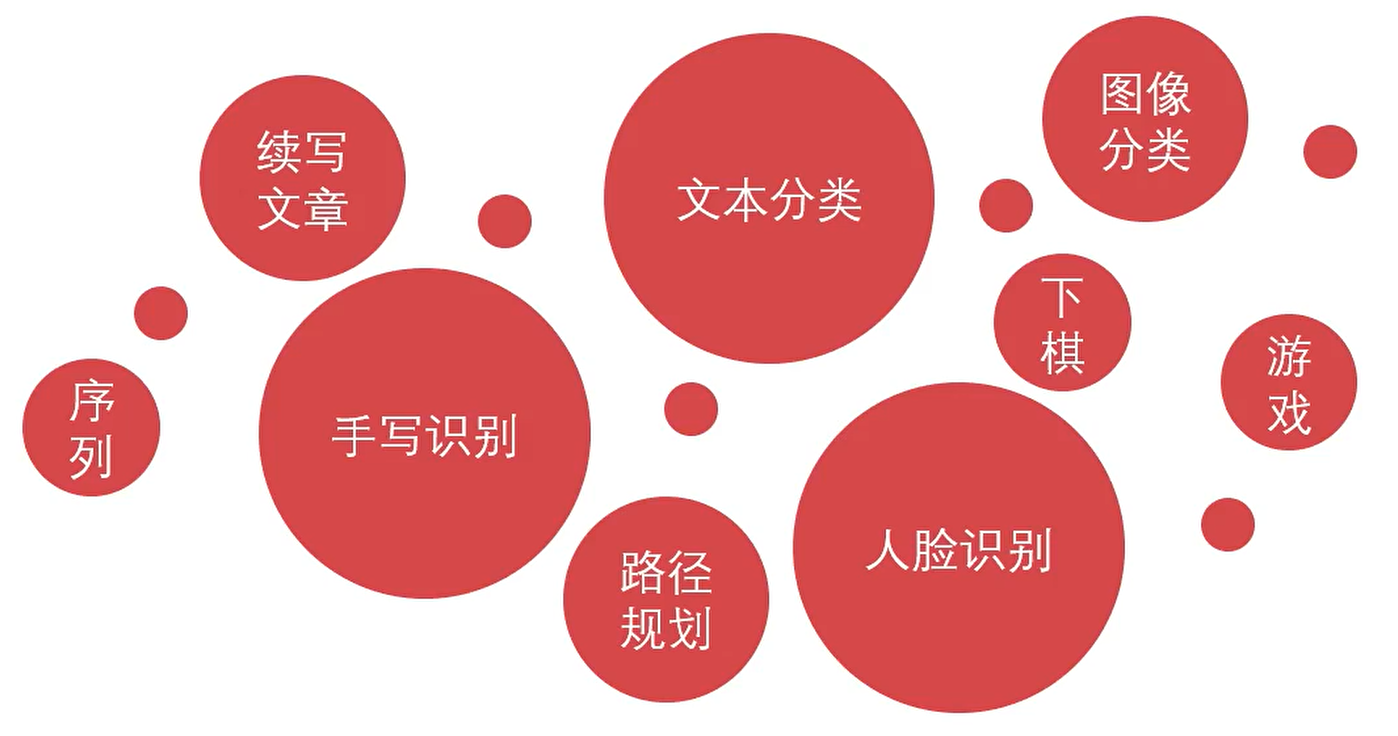 续写
文章
文本分类
图像
分类
下
棋
游
戏
序
列
手写识别
路径
规划
人脸识别